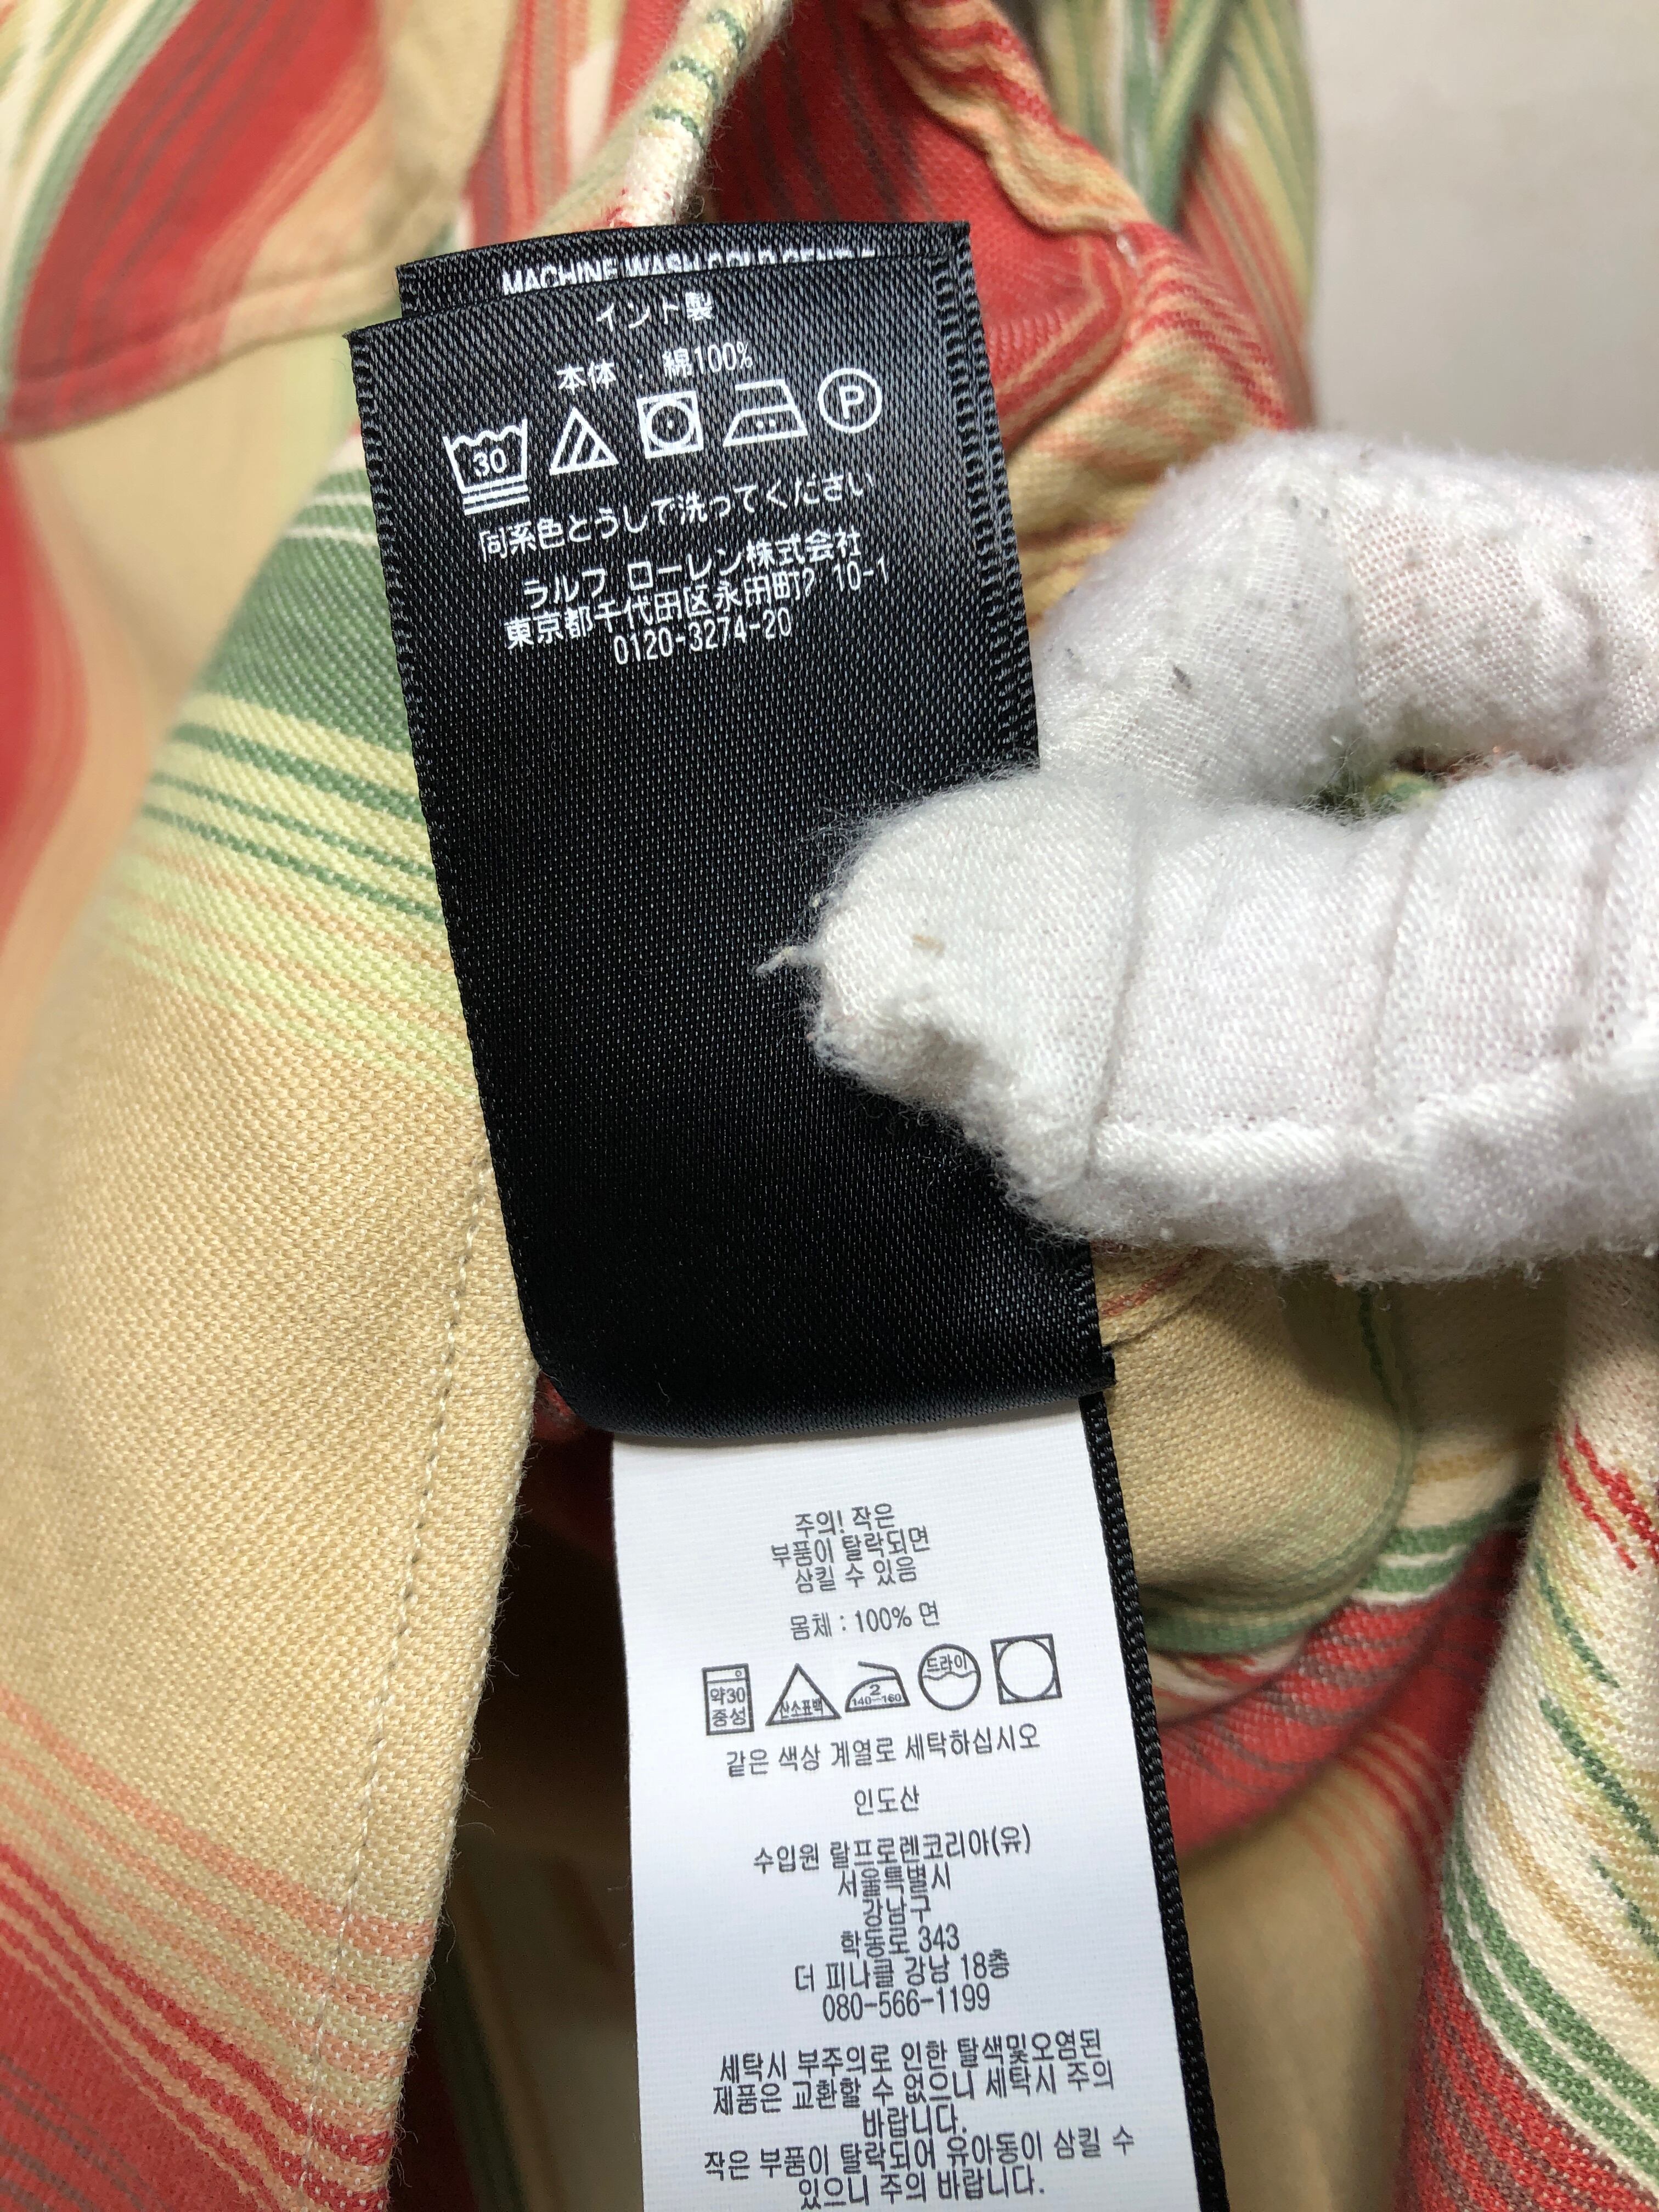 MACHINE WASH COLD GENTLE
インド製
本体 : 綿100%
30
P
同系色どうしで洗ってください
ラルフ ローレン株式会社
東京都千代田区永田町2 10-1
0120-3274-20
주의! 작은
부품이 탈락되면
삼킬 수 있음
몸체 : 100% 면
약30
중성
산소표백
2
140~160
드라이
같은 색상 계열로 세탁하십시오
인도산
수입원 랄프로렌코리아(유)
서울특별시
강남구
학동로 343
더 피나클 강남 18층
080-566-1199
세탁시 부주의로 인한 탈색및오염된
제품은 교환할 수 없으니 세탁시 주의
바랍니다.
작은 부품이 탈락되어 유아동이 삼킬 수
있으니 주의 바랍니다.